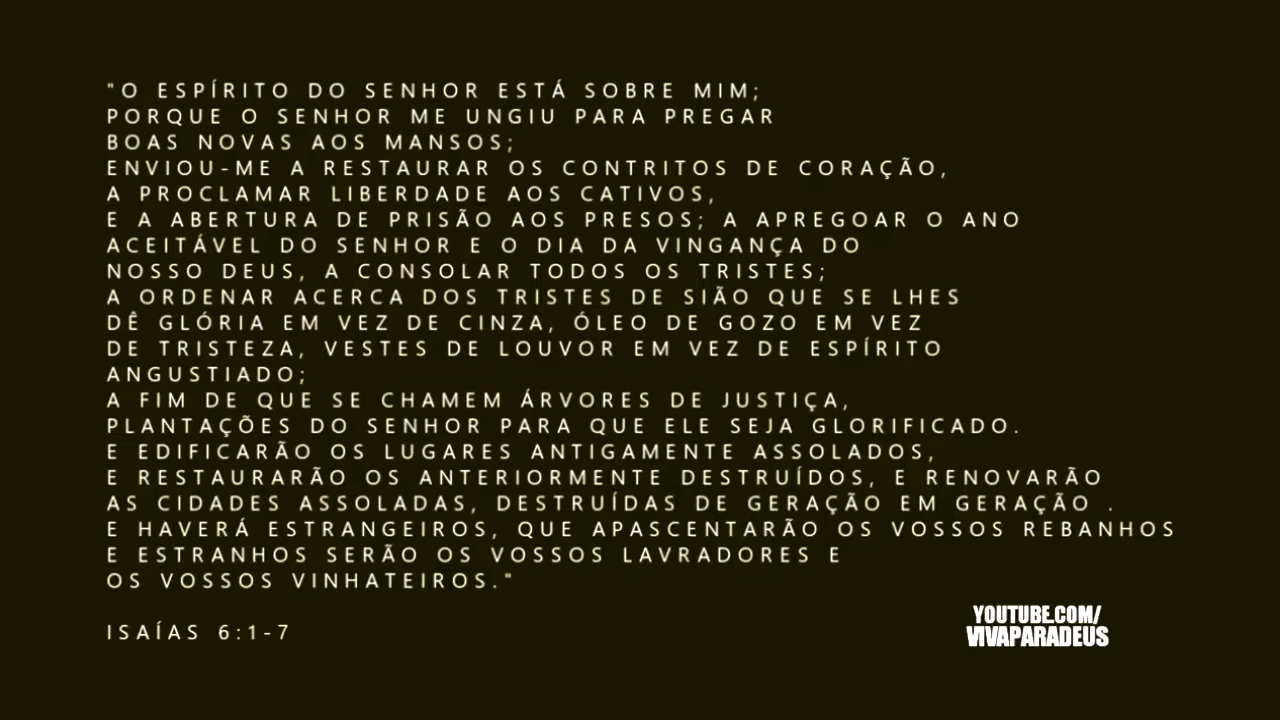 "O ESPÍRITO DO SENHOR ESTÁ SOBRE MIM;
PORQUE O SENHOR ME UNGIU PARA PREGAR
BOAS NOVAS AOS MANSOS;
ENVIOU-ME A RESTAURAR OS CONTRITOS DE CORAÇÃO,
A PROCLAMAR LIBERDADE AOS CATIVOS,
E A ABERTURA DE PRISÃO AOS PRESOS; A APREGOAR O ANO
ACEITÁVEL DO SENHOR E O DIA DA VINGANÇA DO
NOSSO DEUS, A CONSOLAR TODOS OS TRISTES;
A ORDENAR ACERCA DOS TRISTES DE SIÃO QUE SE LHES
DÊ GLÓRIA EM VEZ DE CINZA, ÓLEO DE GOZO EM VEZ
DE TRISTEZA, VESTES DE LOUVOR EM VEZ DE ESPÍRITO
ANGUSTIADO;
A FIM DE QUE SE CHAMEM ÁRVORES DE JUSTIÇA,
PLANTAÇÕES DO SENHOR PARA QUE ELE SEJA GLORIFICADO.
E EDIFICARÃO OS LUGARES ANTIGAMENTE ASSOLADOS,
E RESTAURARÃO OS ANTERIORMENTE DESTRUÍDOS, E RENOVARÃO
AS CIDADES ASSOLADAS, DESTRUÍDAS DE GERAÇÃO EM GERAÇÃO .
E HAVERÁ ESTRANGEIROS, QUE APASCENTARÃO OS VOSSOS REBANHOS
E ESTRANHOS SERÃO OS VOSSOS LAVRADORES E
OS VOSSOS VINHATEIROS."
ISAÍAS 6:1-7
YOUTUBE.COM/
VIVAPARADEUS